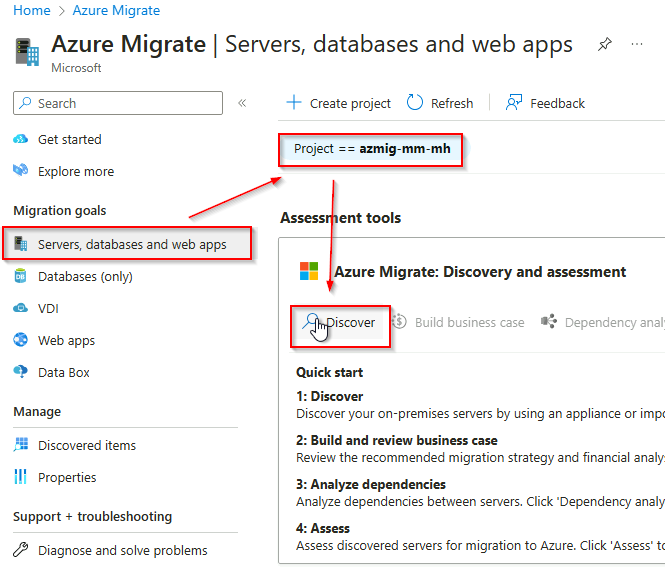 Home > Azure Migrate >
Azure Migrate | Servers, databases and web apps
Microsoft
Search
Create project
Refresh
Feedback
Get started
Explore more
Project == azmig-mm-mh
Migration goals
Servers, databases and web apps
Databases (only)
VDI
Web apps
Data Box
Manage
Discovered items
Properties
Support + troubleshooting
Diagnose and solve problems
Assessment tools
Azure Migrate: Discovery and assessment
Discover
Build business case
Dependency analy
Quick start
1: Discover
Discover your on-premises servers by using an appliance or impo
2: Build and review business case
Review the recommended migration strategy and financial analys
3: Analyze dependencies
Analyze dependencies between servers. Click 'Dependency analy
4: Assess
Assess discovered servers for migration to Azure. Click 'Assess' to